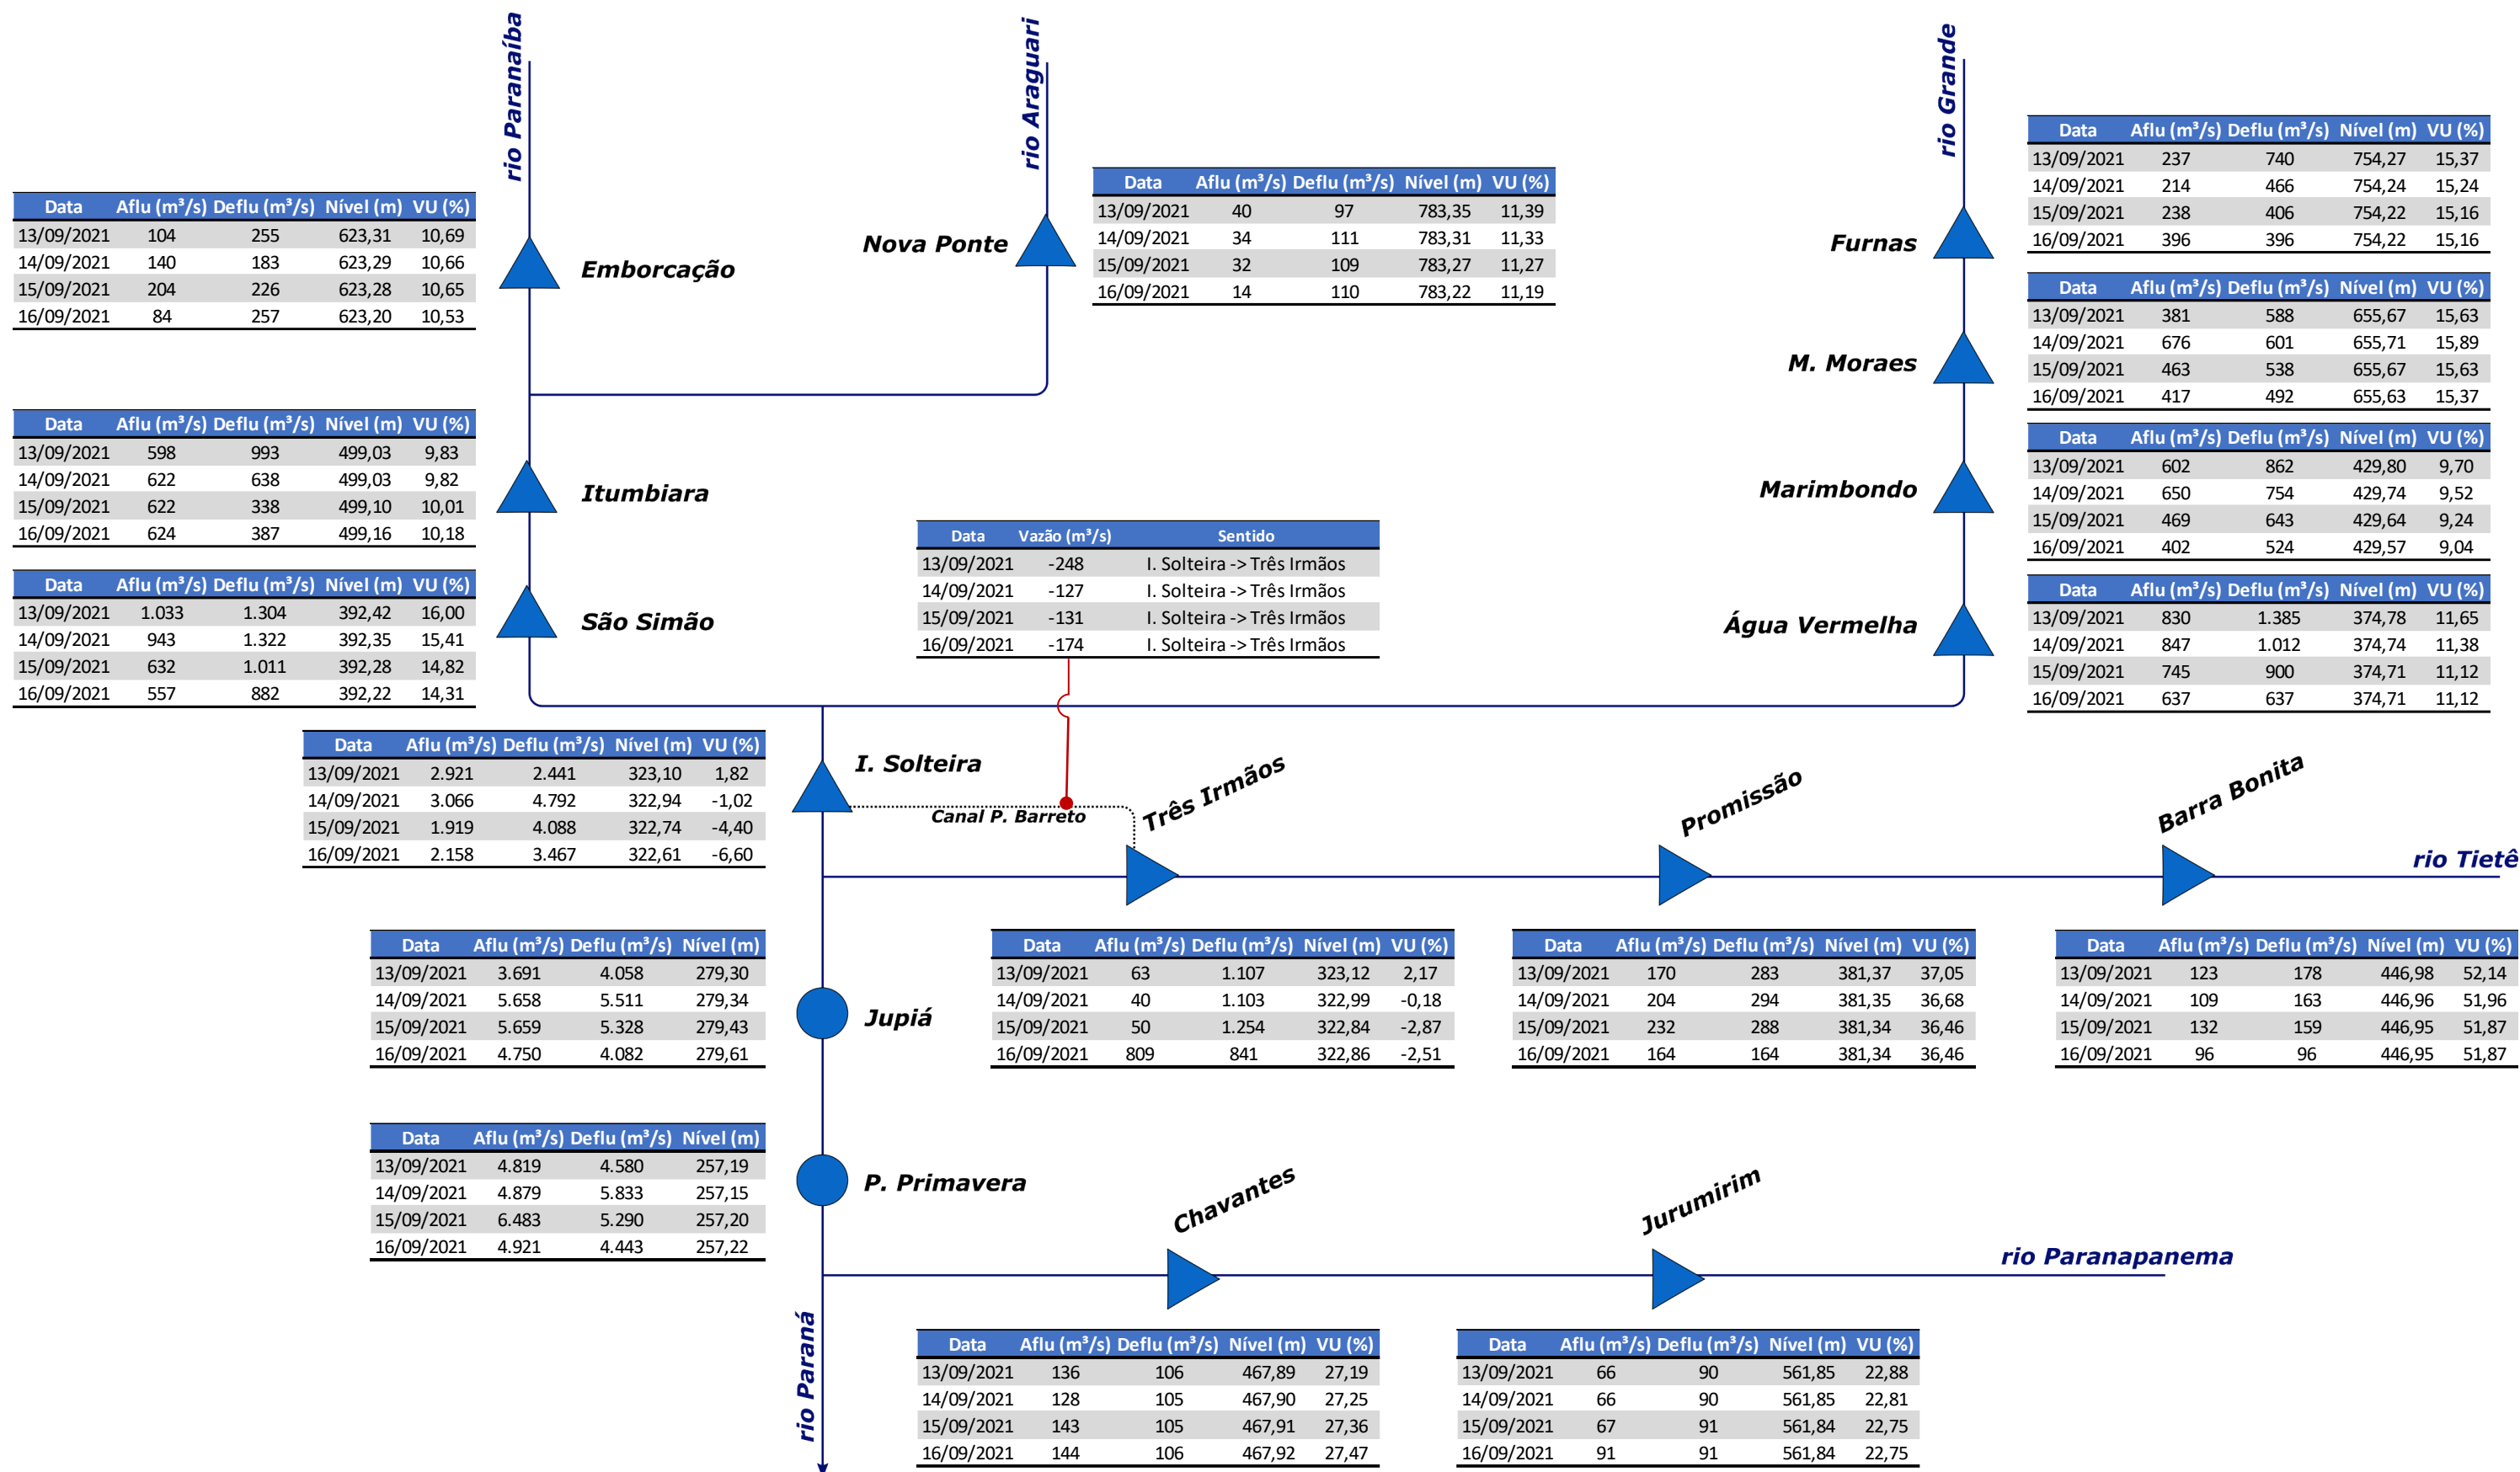 rio Paranaíba
rio Araguari
rio Grande
Data Aflu (m³/s) Deflu (m³/s) Nível (m) VU (%)
13/09/2021 104 255 623,31 10,69
14/09/2021 140 183 623,29 10,66
15/09/2021 204 226 623,28 10,65
16/09/2021 84 257 623,20 10,53
Emborcação
Nova Ponte
Data Aflu (m³/s) Deflu (m³/s) Nível (m) VU (%)
13/09/2021 40 97 783,35 11,39
14/09/2021 34 111 783,31 11,33
15/09/2021 32 109 783,27 11,27
16/09/2021 14 110 783,22 11,19
Furnas
Data Aflu (m³/s) Deflu (m³/s) Nível (m) VU (%)
13/09/2021 237 740 754,27 15,37
14/09/2021 214 466 754,24 15,24
15/09/2021 238 406 754,22 15,16
16/09/2021 396 396 754,22 15,16
M. Moraes
Data Aflu (m³/s) Deflu (m³/s) Nível (m) VU (%)
13/09/2021 381 588 655,67 15,63
14/09/2021 676 601 655,71 15,89
15/09/2021 463 538 655,67 15,63
16/09/2021 417 492 655,63 15,37
Data Aflu (m³/s) Deflu (m³/s) Nível (m) VU (%)
13/09/2021 598 993 499,03 9,83
14/09/2021 622 638 499,03 9,82
15/09/2021 622 338 499,10 10,01
16/09/2021 624 387 499,16 10,18
Itumbiara
Marimbondo
Data Aflu (m³/s) Deflu (m³/s) Nível (m) VU (%)
13/09/2021 602 862 429,80 9,70
14/09/2021 650 754 429,74 9,52
15/09/2021 469 643 429,64 9,24
16/09/2021 402 524 429,57 9,04
Data Aflu (m³/s) Deflu (m³/s) Nível (m) VU (%)
13/09/2021 1.033 1.304 392,42 16,00
14/09/2021 943 1.322 392,35 15,41
15/09/2021 632 1.011 392,28 14,82
16/09/2021 557 882 392,22 14,31
São Simão
Data Vazão (m³/s) Sentido
13/09/2021 -248 I. Solteira -> Três Irmãos
14/09/2021 -127 I. Solteira -> Três Irmãos
15/09/2021 -131 I. Solteira -> Três Irmãos
16/09/2021 -174 I. Solteira -> Três Irmãos
Água Vermelha
Data Aflu (m³/s) Deflu (m³/s) Nível (m) VU (%)
13/09/2021 830 1.385 374,78 11,65
14/09/2021 847 1.012 374,74 11,38
15/09/2021 745 900 374,71 11,12
16/09/2021 637 637 374,71 11,12
Data Aflu (m³/s) Deflu (m³/s) Nível (m) VU (%)
13/09/2021 2.921 2.441 323,10 1,82
14/09/2021 3.066 4.792 322,94 -1,02
15/09/2021 1.919 4.088 322,74 -4,40
16/09/2021 2.158 3.467 322,61 -6,60
I. Solteira
Canal P. Barreto
Três Irmãos
Promissão
Barra Bonita
rio Tietê
Data Aflu (m³/s) Deflu (m³/s) Nível (m)
13/09/2021 3.691 4.058 279,30
14/09/2021 5.658 5.511 279,34
15/09/2021 5.659 5.328 279,43
16/09/2021 4.750 4.082 279,61
Jupiá
Data Aflu (m³/s) Deflu (m³/s) Nível (m) VU (%)
13/09/2021 63 1.107 323,12 2,17
14/09/2021 40 1.103 322,99 -0,18
15/09/2021 50 1.254 322,84 -2,87
16/09/2021 809 841 322,86 -2,51
Data Aflu (m³/s) Deflu (m³/s) Nível (m) VU (%)
13/09/2021 170 283 381,37 37,05
14/09/2021 204 294 381,35 36,68
15/09/2021 232 288 381,34 36,46
16/09/2021 164 164 381,34 36,46
Data Aflu (m³/s) Deflu (m³/s) Nível (m) VU (%)
13/09/2021 123 178 446,98 52,14
14/09/2021 109 163 446,96 51,96
15/09/2021 132 159 446,95 51,87
16/09/2021 96 96 446,95 51,87
Data Aflu (m³/s) Deflu (m³/s) Nível (m)
13/09/2021 4.819 4.580 257,19
14/09/2021 4.879 5.833 257,15
15/09/2021 6.483 5.290 257,20
16/09/2021 4.921 4.443 257,22
P. Primavera
Chavantes
Jurumirim
rio Paranapanema
rio Paraná
Data Aflu (m³/s) Deflu (m³/s) Nível (m) VU (%)
13/09/2021 136 106 467,89 27,19
14/09/2021 128 105 467,90 27,25
15/09/2021 143 105 467,91 27,36
16/09/2021 144 106 467,92 27,47
Data Aflu (m³/s) Deflu (m³/s) Nível (m) VU (%)
13/09/2021 66 90 561,85 22,88
14/09/2021 66 90 561,85 22,81
15/09/2021 67 91 561,84 22,75
16/09/2021 91 91 561,84 22,75